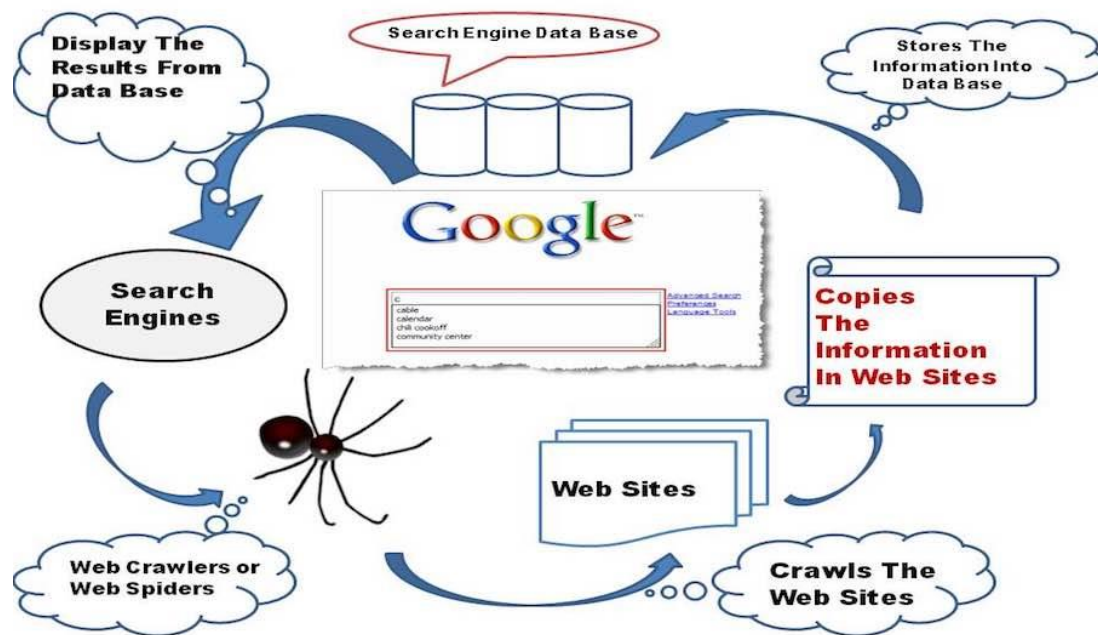 Display The
Results From
Data Base
Search Engine Data Base
Stores The
Information Into
Data Base
Google™
c
cable
calendar
chili cookoff
community center
Advanced Search
Preferences
Language Tools
Search
Engines
Copies
The
Information
In Web Sites
Web Sites
Web Crawlers or
Web Spiders
Crawls The
Web Sites